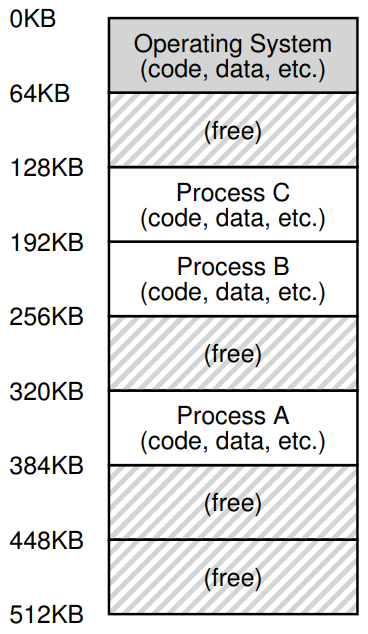 0KB
Operating System
(code, data, etc.)
64KB
(free)
128KB
Process C
(code, data, etc.)
192KB
Process B
(code, data, etc.)
256KB
(free)
320KB
Process A
(code, data, etc.)
384KB
(free)
448KB
(free)
512KB